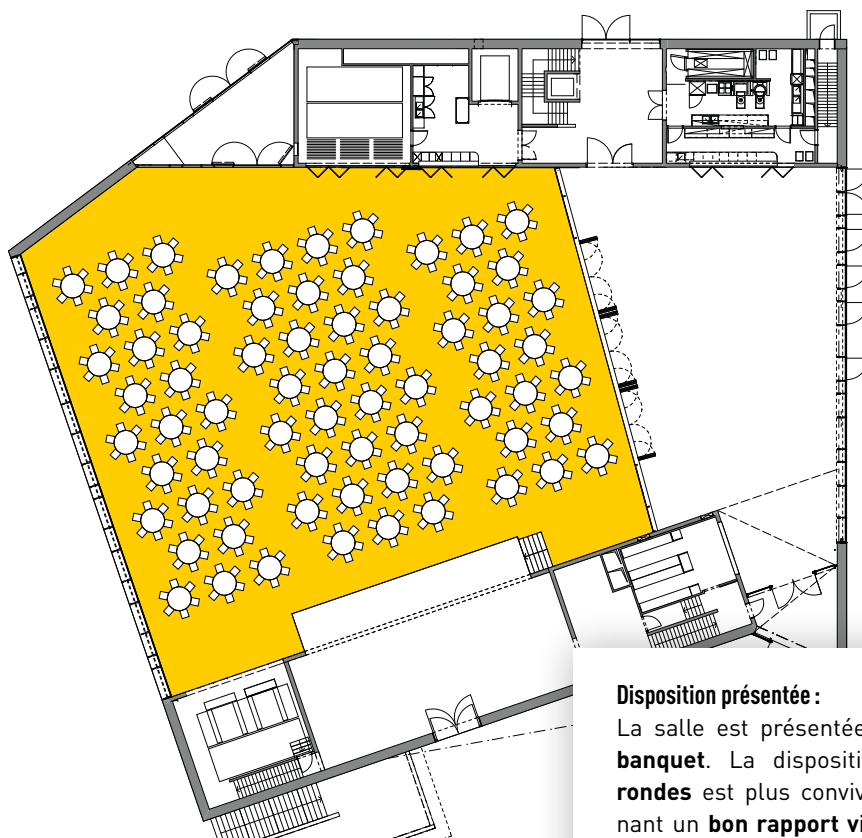 Disposition présentée :
La salle est présentée
banquet. La dispositi
rondes est plus conviv
nant un bon rapport vi